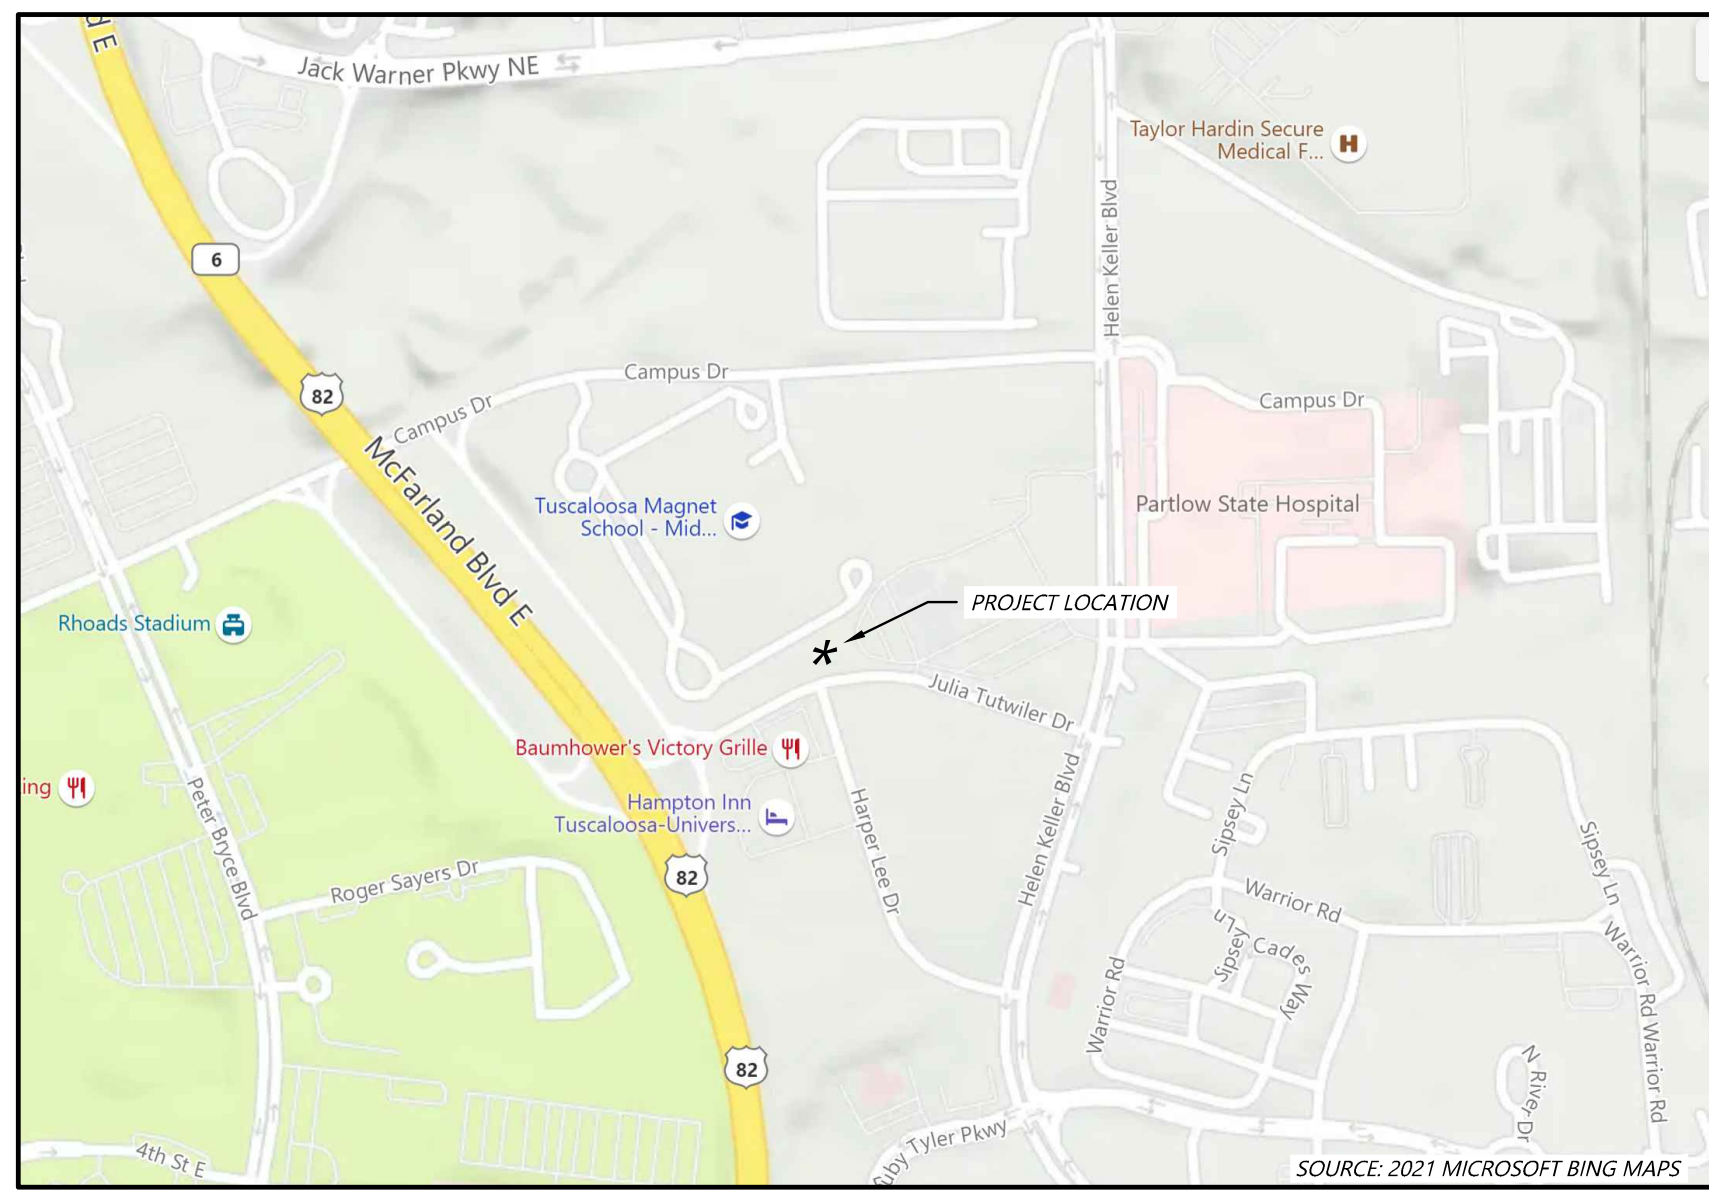 d E
Jack Warner Pkwy NE
Taylor Hardin Secure
Medical F...
H
Helen Keller Blvd
6
82
Campus Dr
Campus Dr
Campus Dr
McFarland Blvd E
Tuscaloosa Magnet
School - Mid...
Partlow State Hospital
PROJECT LOCATION
*
Rhoads Stadium
Julia Tutwiler Dr
Baumhower's Victory Grille
ing
Peter Bryce Blvd
Hampton Inn
Tuscaloosa-Univers...
Harper Lee Dr
Helen Keller Blvd
Sipsey Ln
Sipsey Ln
82
Roger Sayers Dr
Warrior Rd
Sipsey Ln
Cades Way
Warrior Rd
Warrior Rd
Warrior Rd
82
N River Dr
uby Tyler Pkwy
4th St E
SOURCE: 2021 MICROSOFT BING MAPS